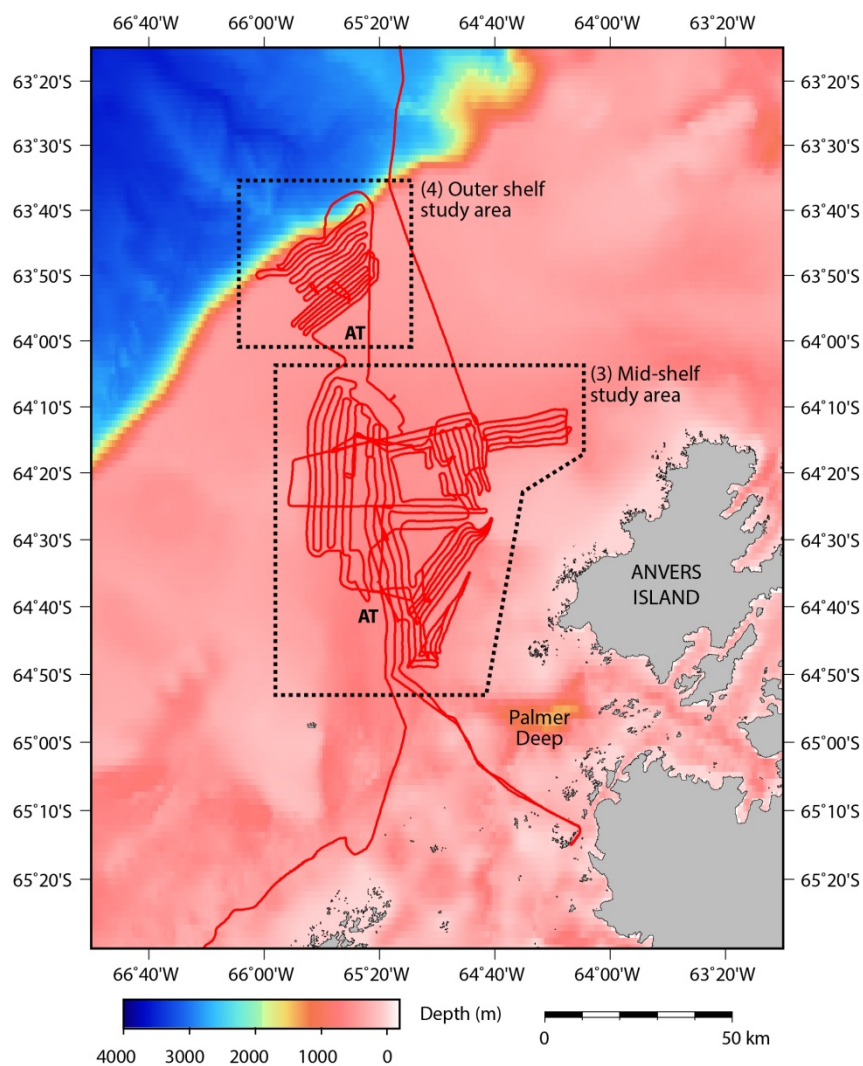 66°40'W 66°00'W 65°20'W 64°40'W 64°00'W 63°20'W
63°20'S 63°20'S
63°30'S 63°30'S
(4) Outer shelf
study area
63°40'S 63°40'S
63°50'S 63°50'S
AT
64°00'S 64°00'S
(3) Mid-shelf
study area
64°10'S 64°10'S
64°20'S 64°20'S
64°30'S 64°30'S
ANVERS
ISLAND
64°40'S 64°40'S
AT
64°50'S 64°50'S
Palmer
Deep
65°00'S 65°00'S
65°10'S 65°10'S
65°20'S 65°20'S
66°40'W 66°00'W 65°20'W 64°40'W 64°00'W 63°20'W
Depth (m)
4000 3000 2000 1000 0
0 50 km